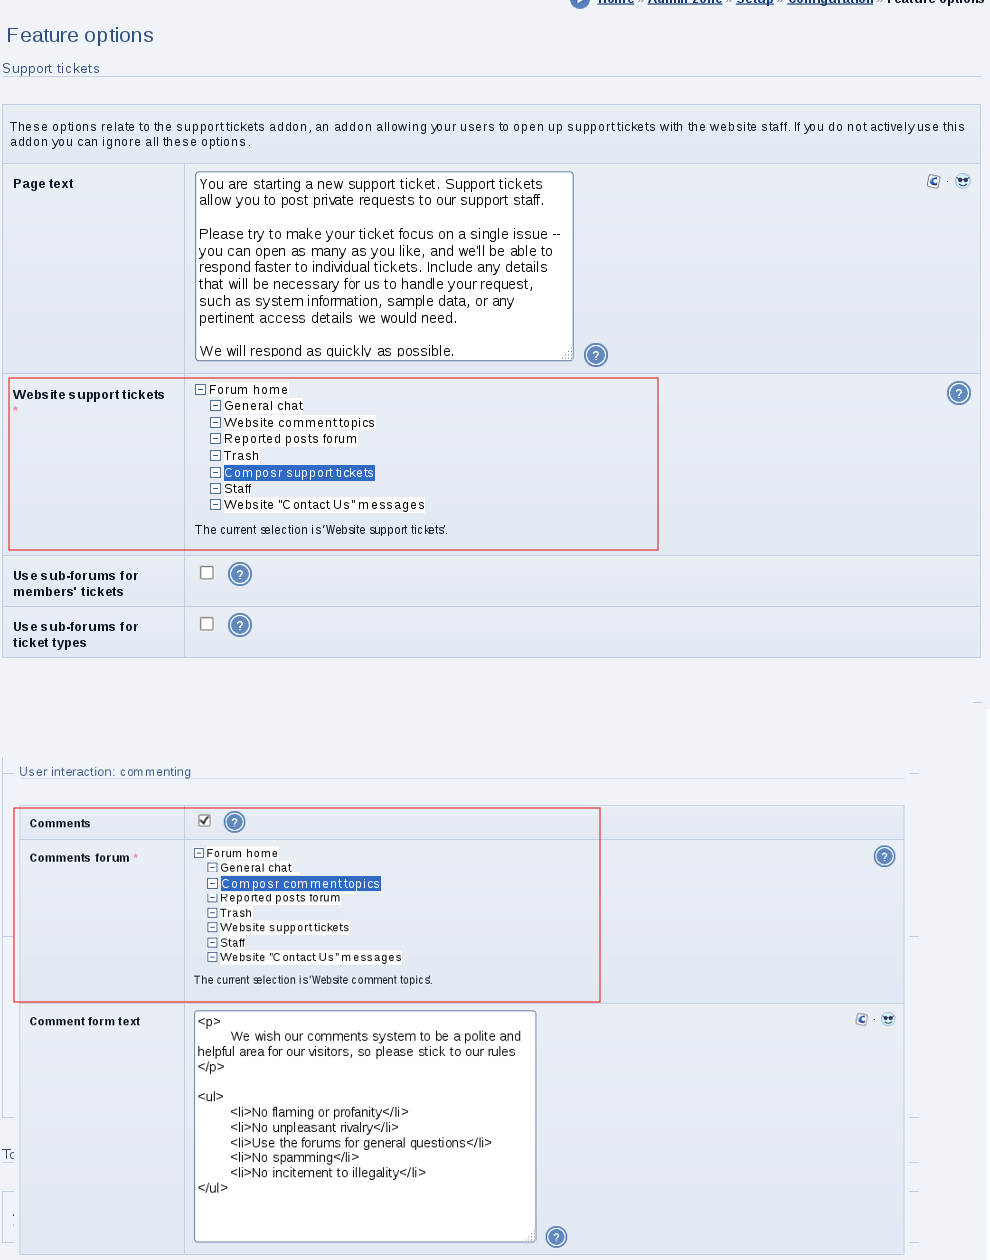 Home » Admin zone » Setup » Configuration » Feature options
Feature options
Support tickets
These options relate to the support tickets addon, an addon allowing your users to open up support tickets with the website staff. If you do not actively use this
addon you can ignore all these options.
Page text
You are starting a new support ticket. Support tickets
allow you to post private requests to our support staff.
Please try to make your ticket focus on a single issue --
you can open as many as you like, and we'll be able to
respond faster to individual tickets. Include any details
that will be necessary for us to handle your request,
such as system information, sample data, or any
pertinent access details we would need.
We will respond as quickly as possible.
Website support tickets
*
Forum home
General chat
Website comment topics
Reported posts forum
Trash
Composr support tickets
Staff
Website "Contact Us" messages
The current selection is 'Website support tickets'.
Use sub-forums for
members' tickets
Use sub-forums for
ticket types
User interaction: commenting
Comments
Comments forum *
Forum home
General chat
Composr comment topics
Reported posts forum
Trash
Website support tickets
Staff
Website "Contact Us" messages
The current selection is 'Website comment topics'.
Comment form text
<p>
We wish our comments system to be a polite and
helpful area for our visitors, so please stick to our rules
</p>
<ul>
<li>No flaming or profanity</li>
<li>No unpleasant rivalry</li>
<li>Use the forums for general questions</li>
<li>No spamming</li>
<li>No incitement to illegality</li>
</ul>